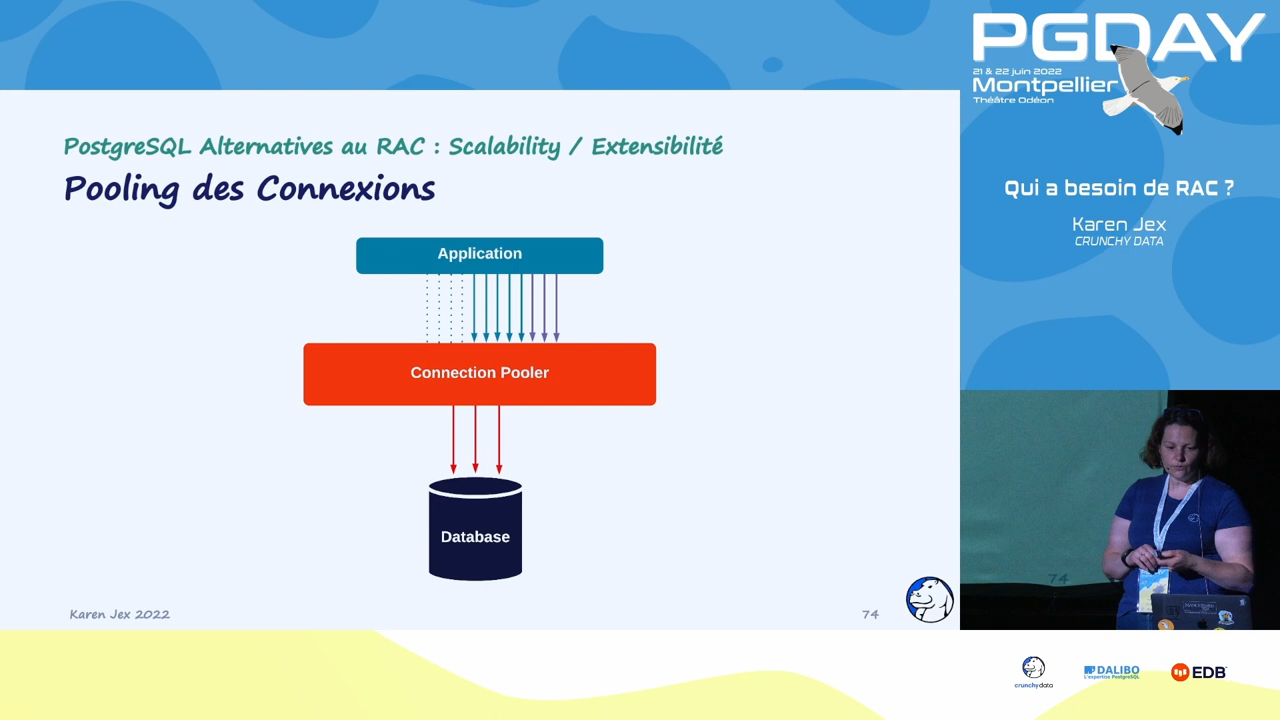 PostgreSQL Alternatives au RAC : Scalability / Extensibilité
Pooling des Connexions
Application
Connection Pooler
Database
Karen Jex 2022
74
PGDAY
21 & 22 juin 2022
Montpellier
Théâtre Odéon
Qui a besoin de RAC ?
Karen Jex
CRUNCHY DATA
74
crunchydata
DALIBO
L'expertise PostgreSQL
EDB